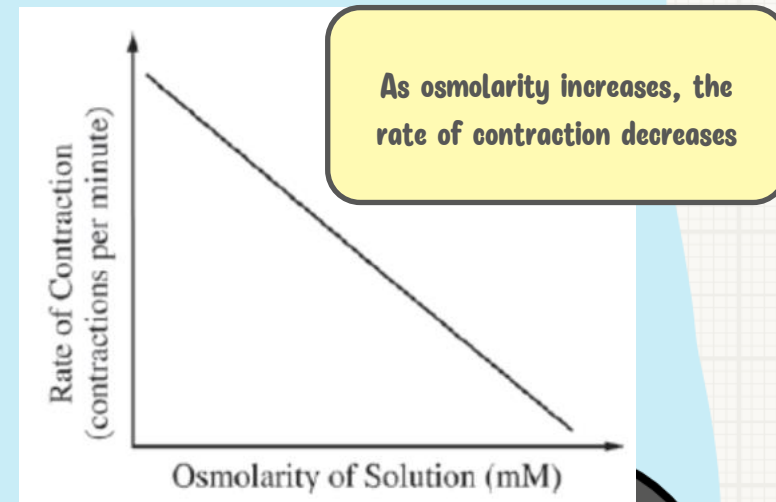 As osmolarity increases, the
rate of contraction decreases
Rate of Contraction
(contractions per minute)
Osmolarity of Solution (mM)